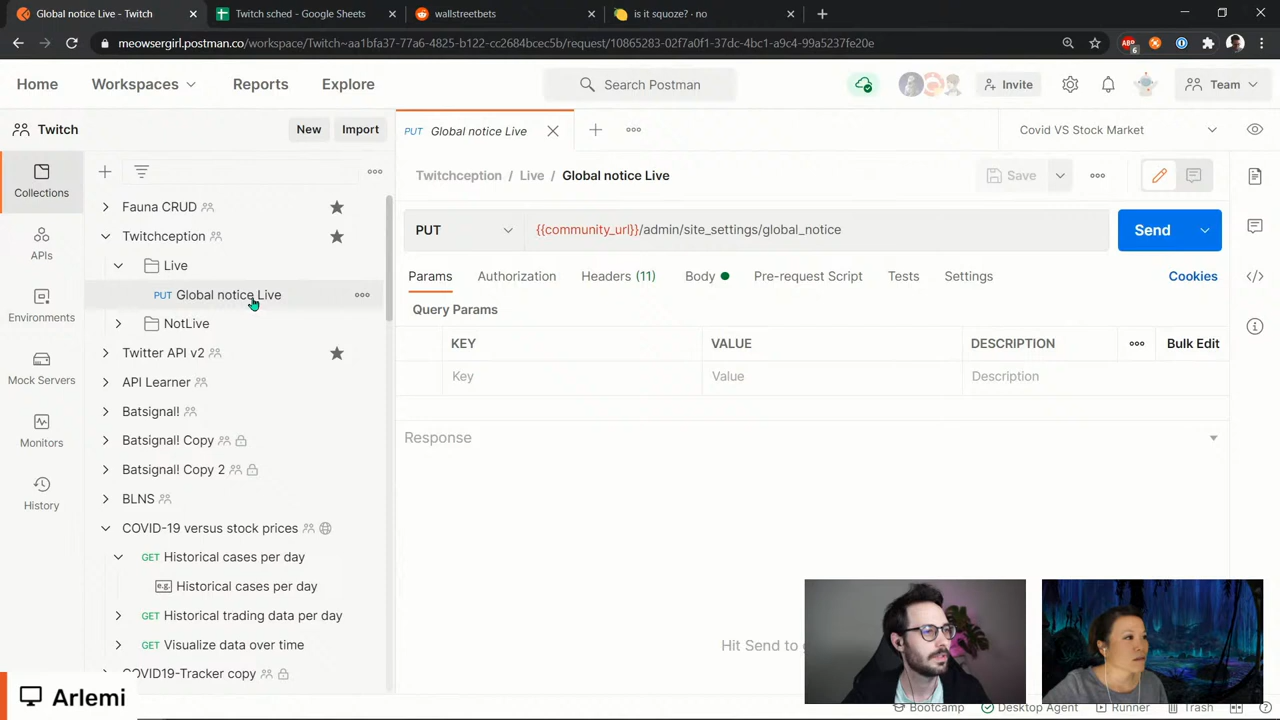 Global notice Live - Twitch
Twitch sched - Google Sheets
wallstreetbets
is it squoze? - no
meowsergirl.postman.co/workspace/Twitch~aa1bfa37-77a6-4825-b122-cc2684bcec5b/request/10865283-02f7a0f1-37dc-4bc1-a9c4-99a5237fe20e
ABP
6
Home
Workspaces
Reports
Explore
Search Postman
Invite
Team
Twitch
New
Import
PUT Global notice Live
Covid VS Stock Market
Collections
APIs
Environments
Mock Servers
Monitors
History
Fauna CRUD
Twitchception
Live
PUT Global notice Live
NotLive
Twitter API v2
API Learner
Batsignal!
Batsignal! Copy
Batsignal! Copy 2
BLNS
COVID-19 versus stock prices
GET Historical cases per day
e.g. Historical cases per day
GET Historical trading data per day
GET Visualize data over time
COVID19-Tracker copy
Twitchception / Live / Global notice Live
Save
PUT
{{community_url}}/admin/site_settings/global_notice
Send
Params
Authorization
Headers (11)
Body
Pre-request Script
Tests
Settings
Cookies
Query Params
KEY
VALUE
DESCRIPTION
Bulk Edit
Key
Value
Description
Response
Hit Send to
Arlemi
Bootcamp
Desktop Agent
Runner
Trash